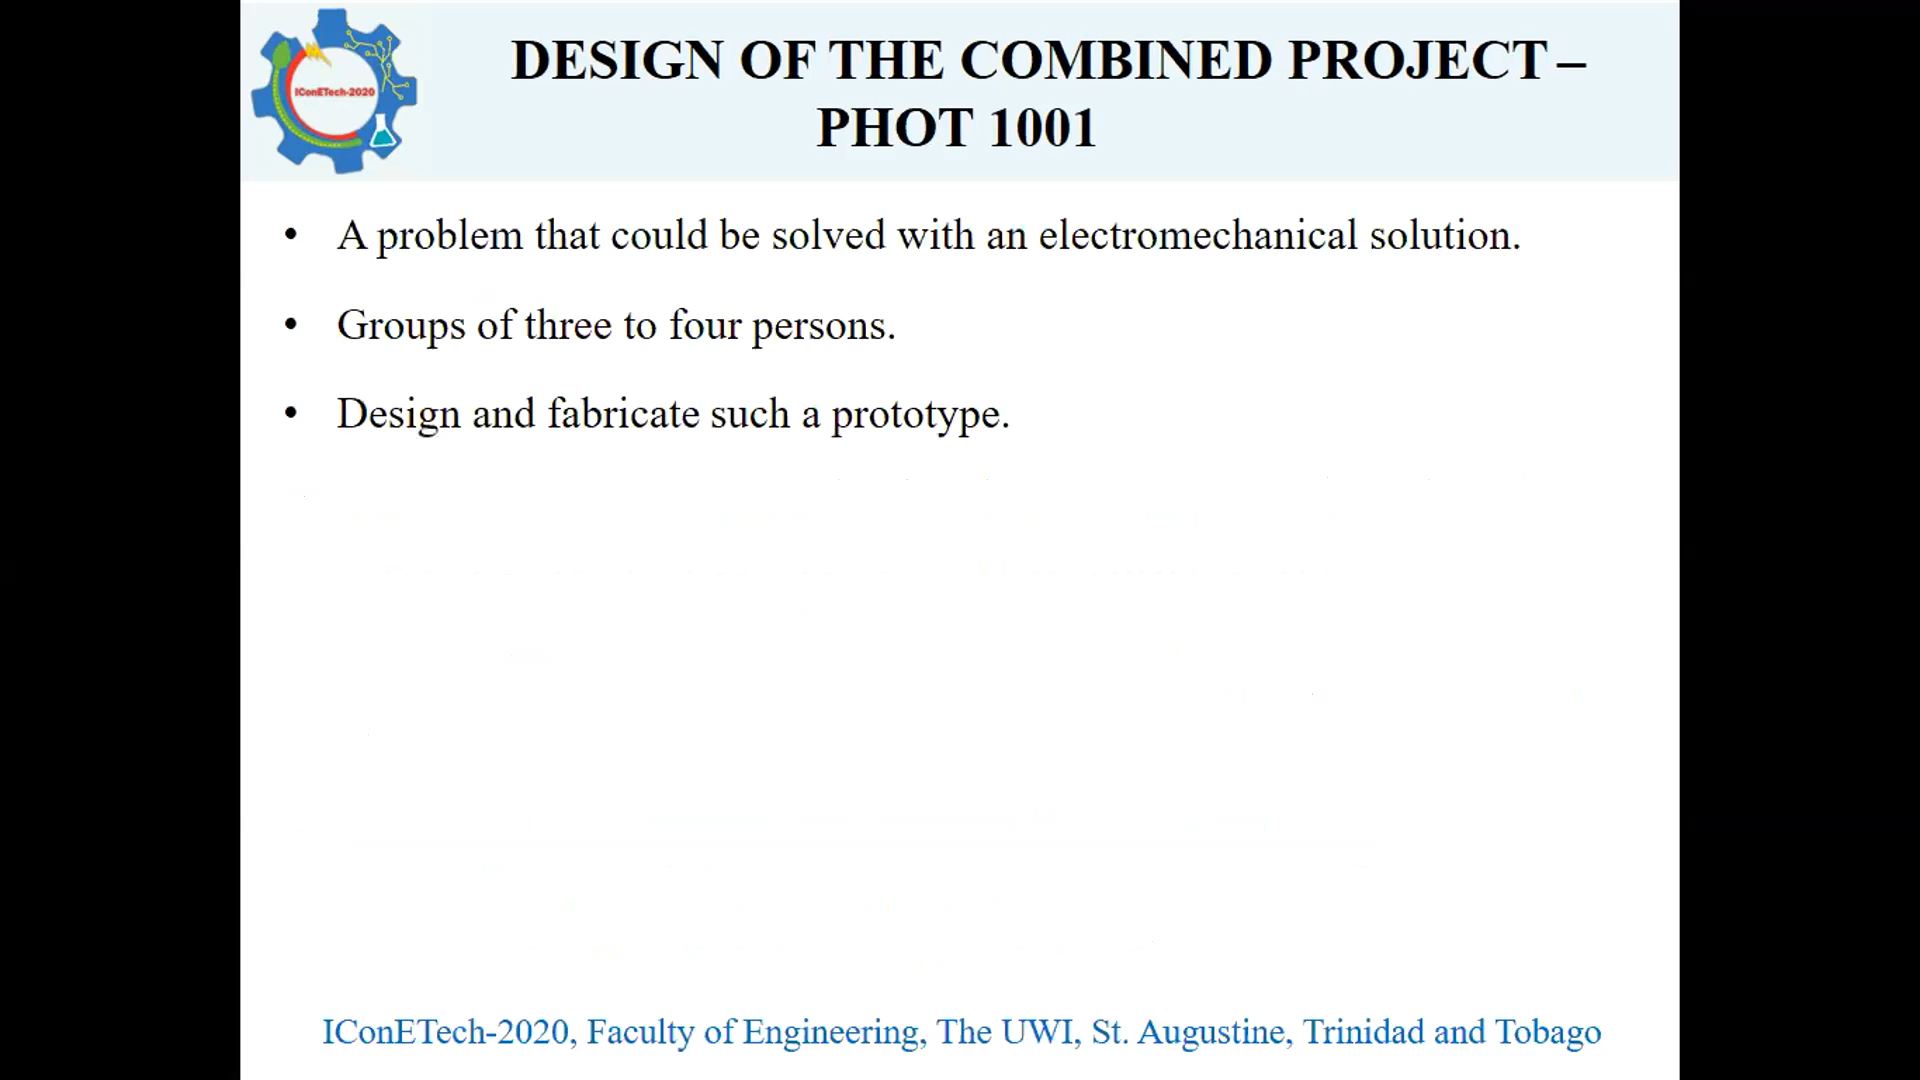 IConETech-2020
DESIGN OF THE COMBINED PROJECT –
PHOT 1001
• A problem that could be solved with an electromechanical solution.
• Groups of three to four persons.
• Design and fabricate such a prototype.
IConETech-2020, Faculty of Engineering, The UWI, St. Augustine, Trinidad and Tobago